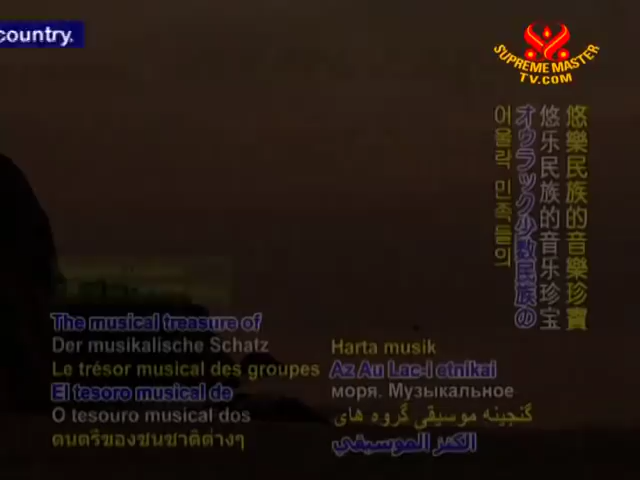 country,
SUPREME MASTER
TV.COM
悠樂民族的音樂珍寶
悠乐民族的音乐珍宝
オゥラック少数民族の
어울락 민족들의
The musical treasure of
Der musikalische Schatz
Le trésor musical des groupes
El tesoro musical de
O tesouro musical dos
ดนตรีของชนชาติต่างๆ
Harta musik
Az Au Lac-i etnikai
моря. Музыкальное
گنجینه موسیقی گروه های
الكنز الموسيقي